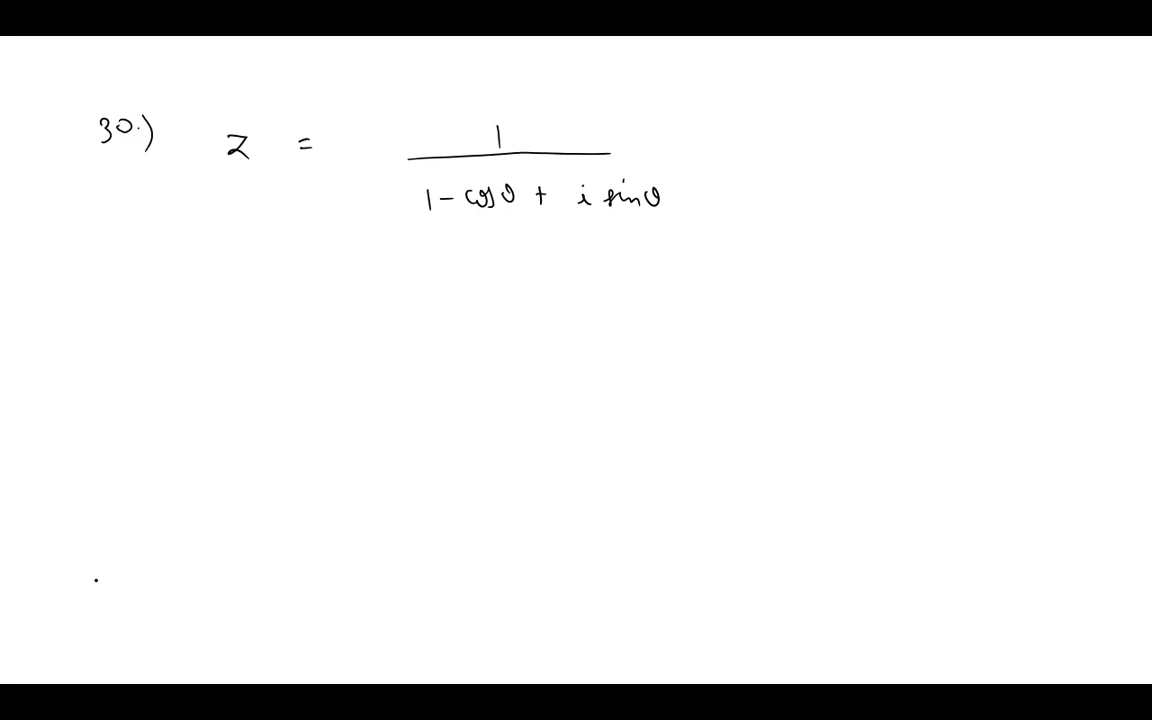 30.) z = 1
1 - cosθ + i sinθ